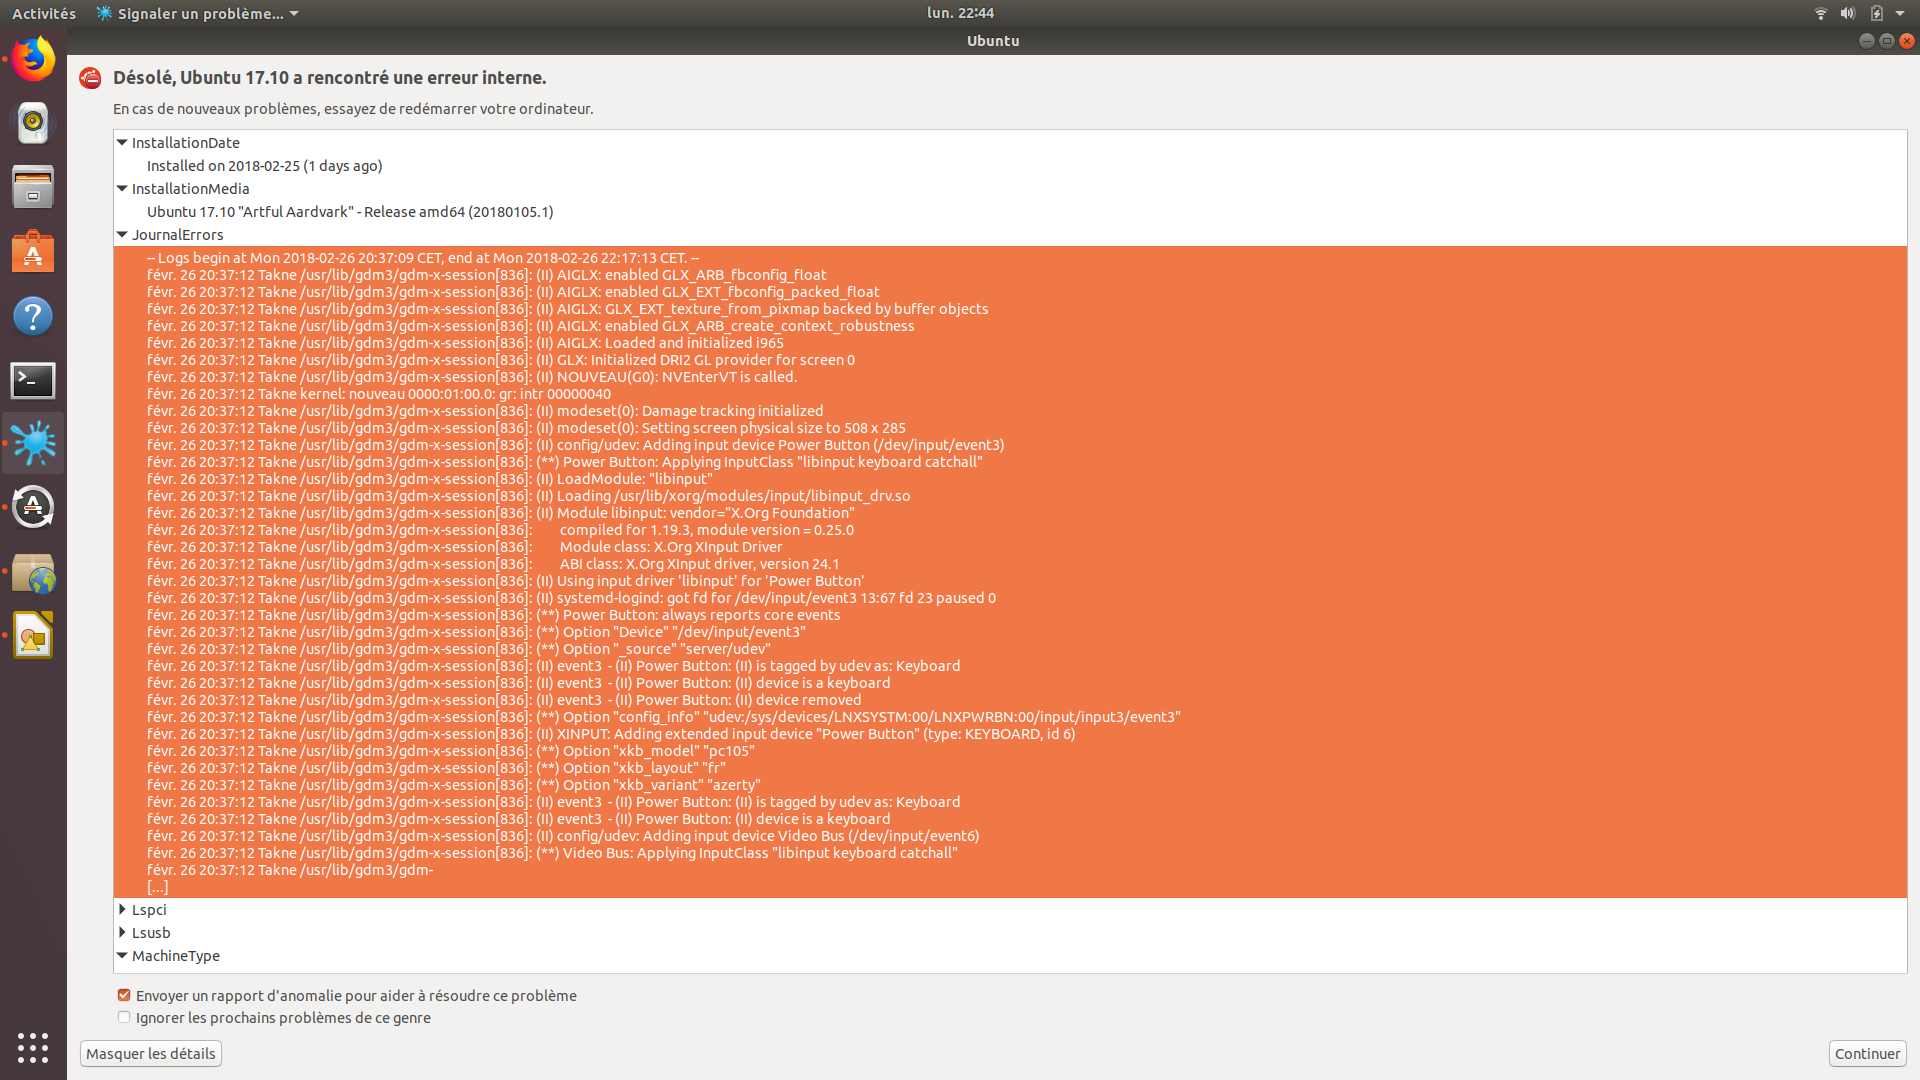 Activités
Signaler un problème...
lun. 22:44
Ubuntu
Désolé, Ubuntu 17.10 a rencontré une erreur interne.
En cas de nouveaux problèmes, essayez de redémarrer votre ordinateur.
InstallationDate
Installed on 2018-02-25 (1 days ago)
InstallationMedia
Ubuntu 17.10 "Artful Aardvark" - Release amd64 (20180105.1)
JournalErrors
-- Logs begin at Mon 2018-02-26 20:37:09 CET, end at Mon 2018-02-26 22:17:13 CET. --
févr. 26 20:37:12 Takne /usr/lib/gdm3/gdm-x-session[836]: (II) AIGLX: enabled GLX_ARB_fbconfig_float
févr. 26 20:37:12 Takne /usr/lib/gdm3/gdm-x-session[836]: (II) AIGLX: enabled GLX_EXT_fbconfig_packed_float
févr. 26 20:37:12 Takne /usr/lib/gdm3/gdm-x-session[836]: (II) AIGLX: GLX_EXT_texture_from_pixmap backed by buffer objects
févr. 26 20:37:12 Takne /usr/lib/gdm3/gdm-x-session[836]: (II) AIGLX: enabled GLX_ARB_create_context_robustness
févr. 26 20:37:12 Takne /usr/lib/gdm3/gdm-x-session[836]: (II) AIGLX: Loaded and initialized i965
févr. 26 20:37:12 Takne /usr/lib/gdm3/gdm-x-session[836]: (II) GLX: Initialized DRI2 GL provider for screen 0
févr. 26 20:37:12 Takne /usr/lib/gdm3/gdm-x-session[836]: (II) NOUVEAU(G0): NVEnterVT is called.
févr. 26 20:37:12 Takne kernel: nouveau 0000:01:00.0: gr: intr 00000040
févr. 26 20:37:12 Takne /usr/lib/gdm3/gdm-x-session[836]: (II) modeset(0): Damage tracking initialized
févr. 26 20:37:12 Takne /usr/lib/gdm3/gdm-x-session[836]: (II) modeset(0): Setting screen physical size to 508 x 285
févr. 26 20:37:12 Takne /usr/lib/gdm3/gdm-x-session[836]: (II) config/udev: Adding input device Power Button (/dev/input/event3)
févr. 26 20:37:12 Takne /usr/lib/gdm3/gdm-x-session[836]: (**) Power Button: Applying InputClass "libinput keyboard catchall"
févr. 26 20:37:12 Takne /usr/lib/gdm3/gdm-x-session[836]: (II) LoadModule: "libinput"
févr. 26 20:37:12 Takne /usr/lib/gdm3/gdm-x-session[836]: (II) Loading /usr/lib/xorg/modules/input/libinput_drv.so
févr. 26 20:37:12 Takne /usr/lib/gdm3/gdm-x-session[836]: (II) Module libinput: vendor="X.Org Foundation"
févr. 26 20:37:12 Takne /usr/lib/gdm3/gdm-x-session[836]: compiled for 1.19.3, module version = 0.25.0
févr. 26 20:37:12 Takne /usr/lib/gdm3/gdm-x-session[836]: Module class: X.Org XInput Driver
févr. 26 20:37:12 Takne /usr/lib/gdm3/gdm-x-session[836]: ABI class: X.Org XInput driver, version 24.1
févr. 26 20:37:12 Takne /usr/lib/gdm3/gdm-x-session[836]: (II) Using input driver 'libinput' for 'Power Button'
févr. 26 20:37:12 Takne /usr/lib/gdm3/gdm-x-session[836]: (II) systemd-logind: got fd for /dev/input/event3 13:67 fd 23 paused 0
févr. 26 20:37:12 Takne /usr/lib/gdm3/gdm-x-session[836]: (**) Power Button: always reports core events
févr. 26 20:37:12 Takne /usr/lib/gdm3/gdm-x-session[836]: (**) Option "Device" "/dev/input/event3"
févr. 26 20:37:12 Takne /usr/lib/gdm3/gdm-x-session[836]: (**) Option "_source" "server/udev"
févr. 26 20:37:12 Takne /usr/lib/gdm3/gdm-x-session[836]: (II) event3 - (II) Power Button: (II) is tagged by udev as: Keyboard
févr. 26 20:37:12 Takne /usr/lib/gdm3/gdm-x-session[836]: (II) event3 - (II) Power Button: (II) device is a keyboard
févr. 26 20:37:12 Takne /usr/lib/gdm3/gdm-x-session[836]: (II) event3 - (II) Power Button: (II) device removed
févr. 26 20:37:12 Takne /usr/lib/gdm3/gdm-x-session[836]: (**) Option "config_info" "udev:/sys/devices/LNXSYSTM:00/LNXPWRBN:00/input/input3/event3"
févr. 26 20:37:12 Takne /usr/lib/gdm3/gdm-x-session[836]: (II) XINPUT: Adding extended input device "Power Button" (type: KEYBOARD, id 6)
févr. 26 20:37:12 Takne /usr/lib/gdm3/gdm-x-session[836]: (**) Option "xkb_model" "pc105"
févr. 26 20:37:12 Takne /usr/lib/gdm3/gdm-x-session[836]: (**) Option "xkb_layout" "fr"
févr. 26 20:37:12 Takne /usr/lib/gdm3/gdm-x-session[836]: (**) Option "xkb_variant" "azerty"
févr. 26 20:37:12 Takne /usr/lib/gdm3/gdm-x-session[836]: (II) event3 - (II) Power Button: (II) is tagged by udev as: Keyboard
févr. 26 20:37:12 Takne /usr/lib/gdm3/gdm-x-session[836]: (II) event3 - (II) Power Button: (II) device is a keyboard
févr. 26 20:37:12 Takne /usr/lib/gdm3/gdm-x-session[836]: (II) config/udev: Adding input device Video Bus (/dev/input/event6)
févr. 26 20:37:12 Takne /usr/lib/gdm3/gdm-x-session[836]: (**) Video Bus: Applying InputClass "libinput keyboard catchall"
févr. 26 20:37:12 Takne /usr/lib/gdm3/gdm-
[...]
Lspci
Lsusb
MachineType
Envoyer un rapport d'anomalie pour aider à résoudre ce problème
Ignorer les prochains problèmes de ce genre
Masquer les détails
Continuer